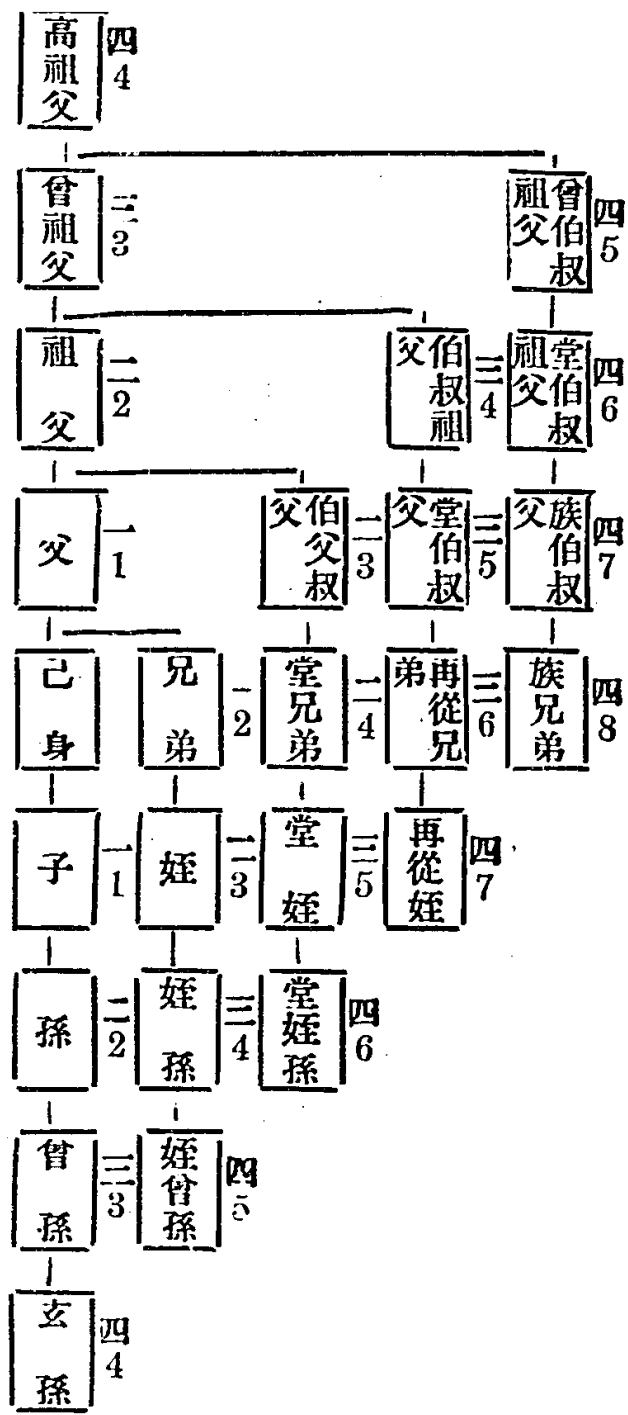 高祖父 四 4
曾祖父 三 3
曾伯叔祖父 四 5
祖父 二 2
伯叔祖父 三 4
堂伯叔祖父 四 6
父 一 1
伯父叔父 二 3
堂伯叔父 三 5
族伯叔父 四 7
己身
兄弟 一 2
堂兄弟 二 4
再從兄弟 三 6
族兄弟 四 8
子 一 1
姪 二 3
堂姪 三 5
再從姪 四 7
孫 二 2
姪孫 三 4
堂姪孫 四 6
曾孫 三 3
姪曾孫 四 5
玄孫 四 4